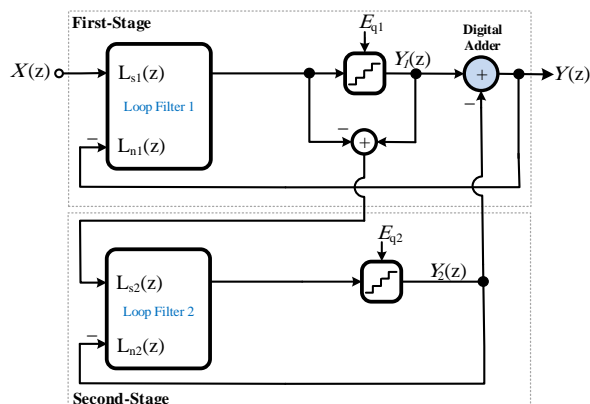 First-Stage
E_q1
Digital
Adder
X(z)
L_s1(z)
Y_1(z)
+
Y(z)
Loop Filter 1
−
−
L_n1(z)
−
+
E_q2
L_s2(z)
Y_2(z)
Loop Filter 2
−
L_n2(z)
Second-Stage